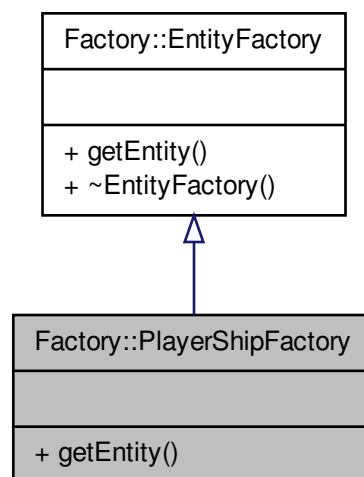 Factory::EntityFactory
+ getEntity()
+ ~EntityFactory()
Factory::PlayerShipFactory
+ getEntity()